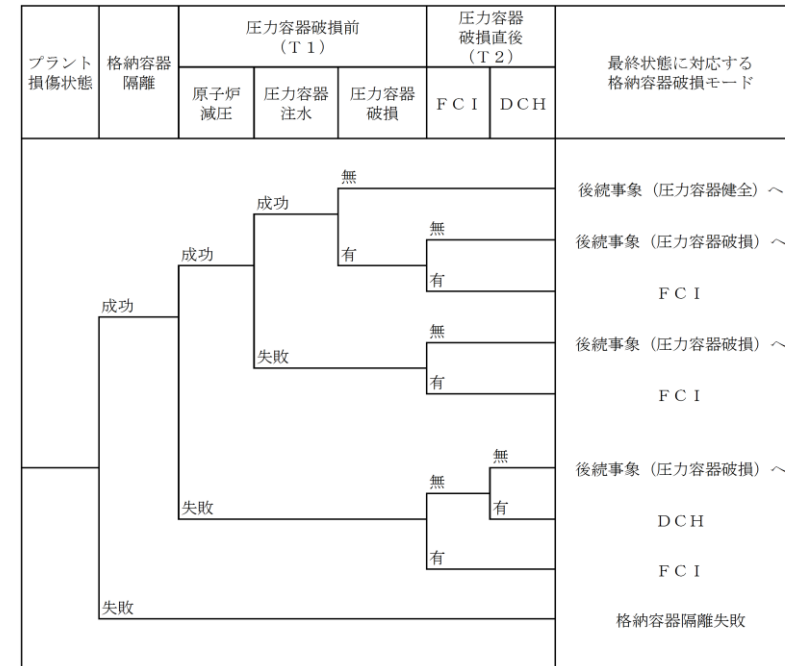 プラント
損傷状態
格納容器
隔離
圧力容器破損前
（Ｔ１）
原子炉
減圧
圧力容器
注水
圧力容器
破損
圧力容器
破損直後
（Ｔ２）
ＦＣＩ
ＤＣＨ
最終状態に対応する
格納容器破損モード
無
成功
後続事象（圧力容器健全）へ
無
成功
有
後続事象（圧力容器破損）へ
有
成功
ＦＣＩ
無
失敗
後続事象（圧力容器破損）へ
有
ＦＣＩ
無
無
後続事象（圧力容器破損）へ
失敗
有
ＤＣＨ
有
ＦＣＩ
失敗
格納容器隔離失敗